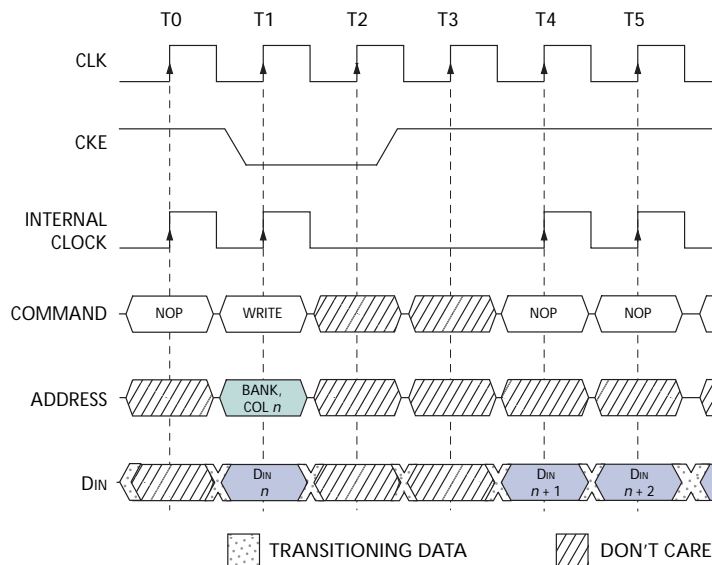 T0 T1 T2 T3 T4 T5
CLK
CKE
INTERNAL
CLOCK
COMMAND NOP WRITE NOP NOP
ADDRESS BANK,
COL n
DIN DIN
n DIN
n + 1 DIN
n + 2
TRANSITIONING DATA DON'T CARE